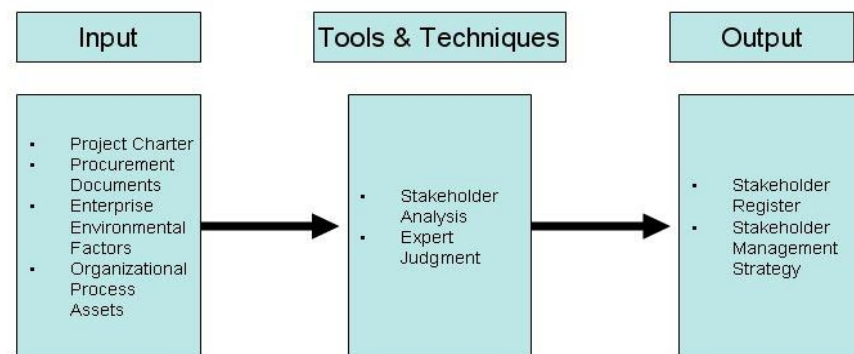 Input
Tools & Techniques
Output
▪ Project Charter
▪ Procurement
Documents
▪ Enterprise
Environmental
Factors
▪ Organizational
Process
Assets
▪ Stakeholder
Analysis
▪ Expert
Judgment
▪ Stakeholder
Register
▪ Stakeholder
Management
Strategy